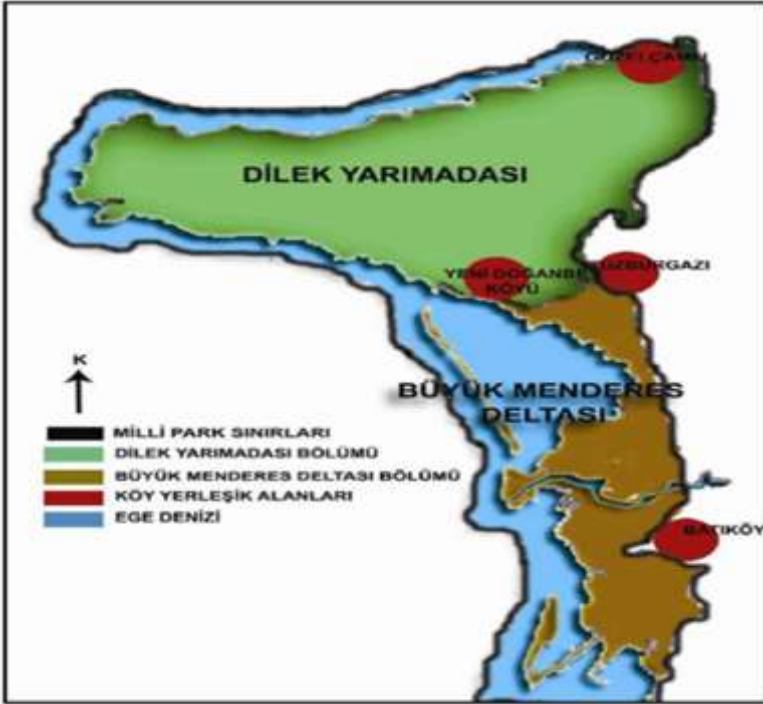 DİLEK YARIMADASI
YENİ DOĞANBE
KÖYÜ
BÜYÜK MENDERES
DELTASI
BATIKÖY
K
MİLLİ PARK SINIRLARI
DİLEK YARIMADASI BÖLÜMÜ
BÜYÜK MENDERES DELTASI BÖLÜMÜ
KÖY YERLEŞİK ALANLARI
EGE DENİZİ